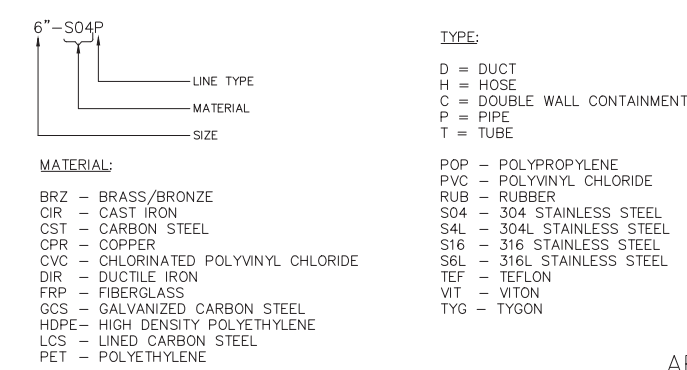 6"-S04P
LINE TYPE
MATERIAL
SIZE
MATERIAL:
BRZ – BRASS/BRONZE
CIR – CAST IRON
CST – CARBON STEEL
CPR – COPPER
CVC – CHLORINATED POLYVINYL CHLORIDE
DIR – DUCTILE IRON
FRP – FIBERGLASS
GCS – GALVANIZED CARBON STEEL
HDPE– HIGH DENSITY POLYETHYLENE
LCS – LINED CARBON STEEL
PET – POLYETHYLENE
TYPE:
D = DUCT
H = HOSE
C = DOUBLE WALL CONTAINMENT
P = PIPE
T = TUBE
POP – POLYPROPYLENE
PVC – POLYVINYL CHLORIDE
RUB – RUBBER
S04 – 304 STAINLESS STEEL
S4L – 304L STAINLESS STEEL
S16 – 316 STAINLESS STEEL
S6L – 316L STAINLESS STEEL
TEF – TEFLON
VIT – VITON
TYG – TYGON